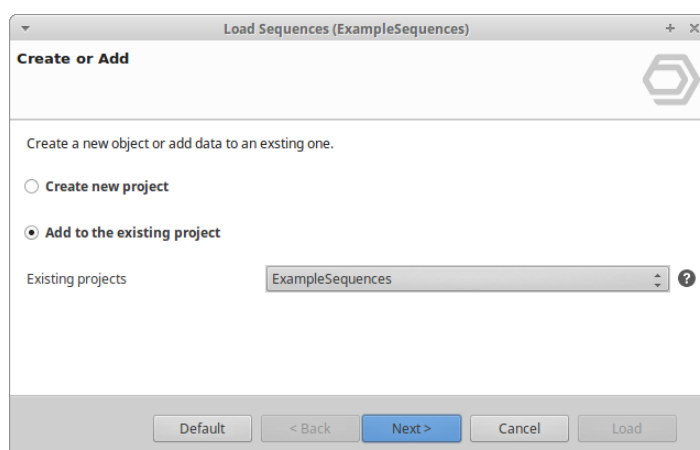 Load Sequences (ExampleSequences)
Create or Add
Create a new object or add data to an exsting one.
Create new project
Add to the existing project
Existing projects ExampleSequences ?
Default < Back Next > Cancel Load